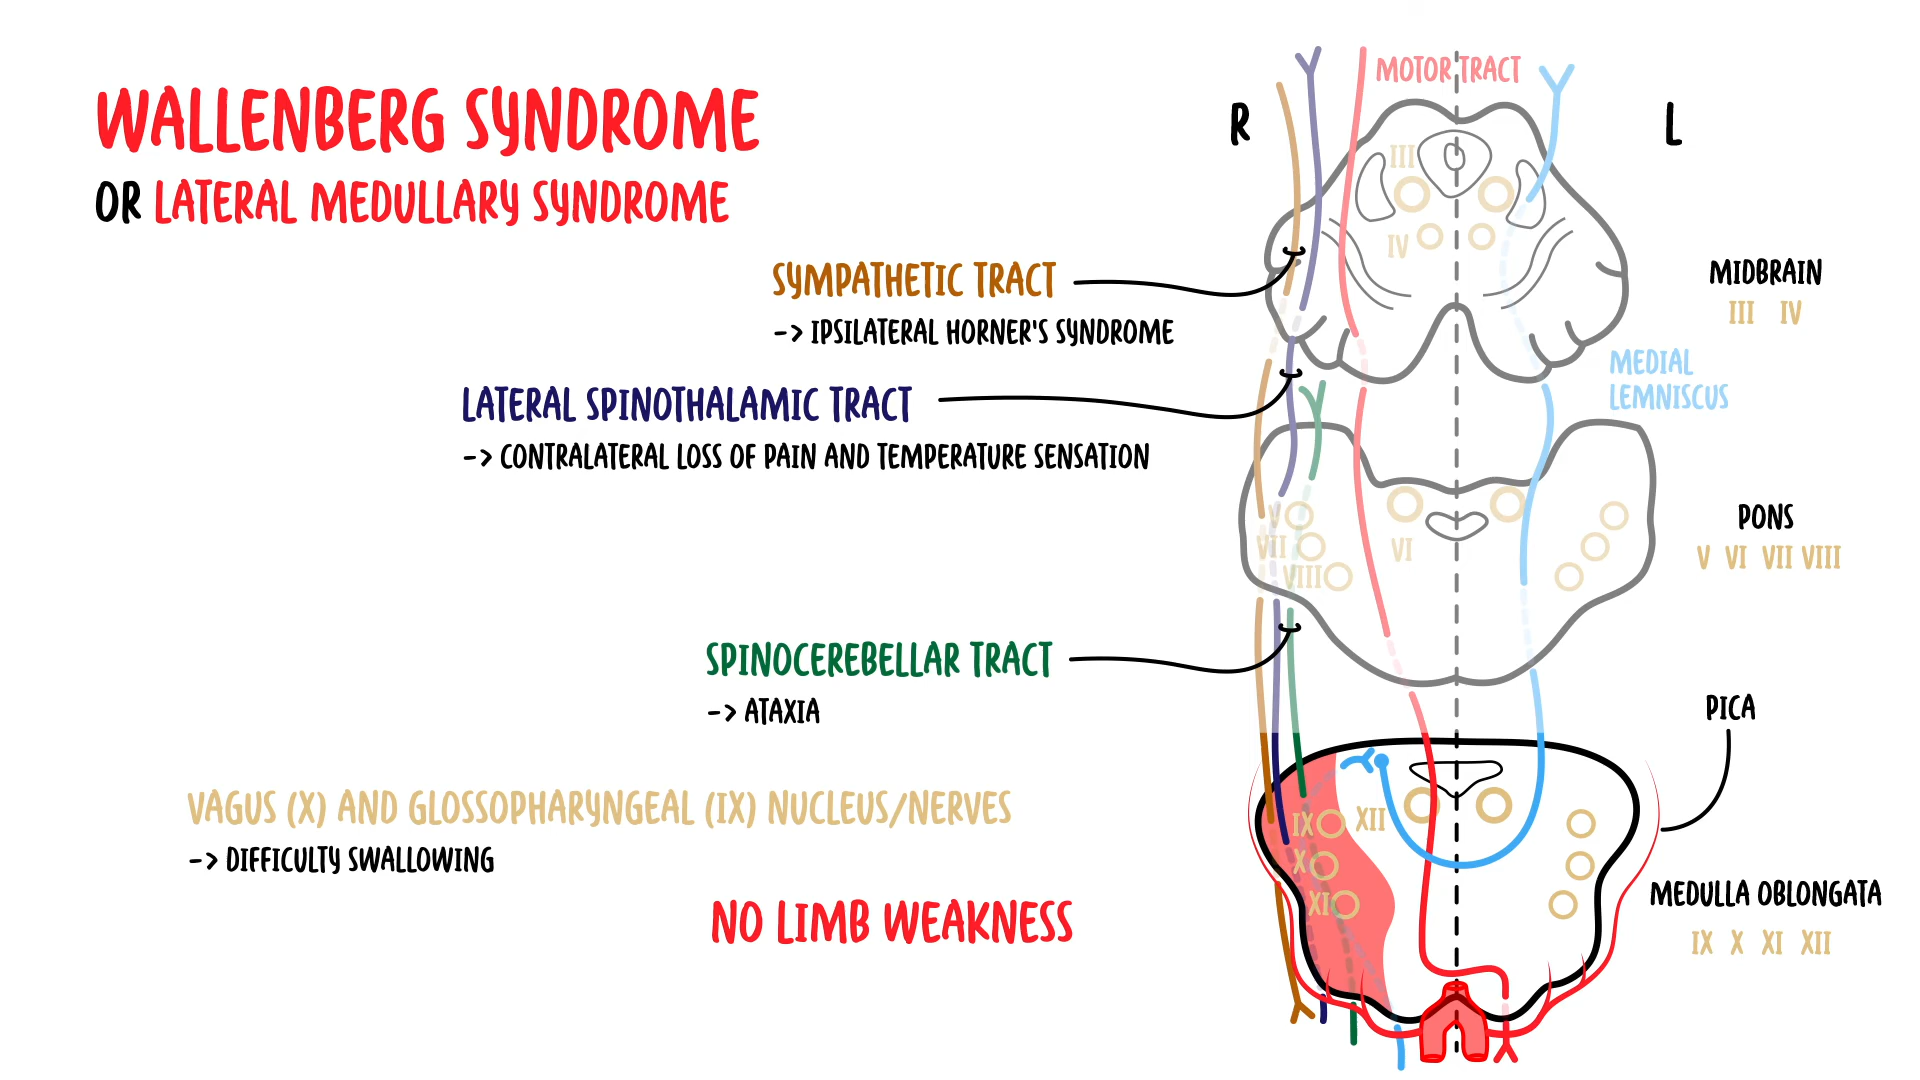 WALLENBERG SYNDROME
OR LATERAL MEDULLARY SYNDROME
SYMPATHETIC TRACT
-> IPSILATERAL HORNER'S SYNDROME
LATERAL SPINOTHALAMIC TRACT
-> CONTRALATERAL LOSS OF PAIN AND TEMPERATURE SENSATION
SPINOCEREBELLAR TRACT
-> ATAXIA
VAGUS (X) AND GLOSSOPHARYNGEAL (IX) NUCLEUS/NERVES
-> DIFFICULTY SWALLOWING
NO LIMB WEAKNESS
MOTOR TRACT
R
L
III
IV
MIDBRAIN
III IV
MEDIAL
LEMNISCUS
V
VII
VI
VIII
PONS
V VI VII VIII
PICA
IX
XII
X
XI
MEDULLA OBLONGATA
IX X XI XII